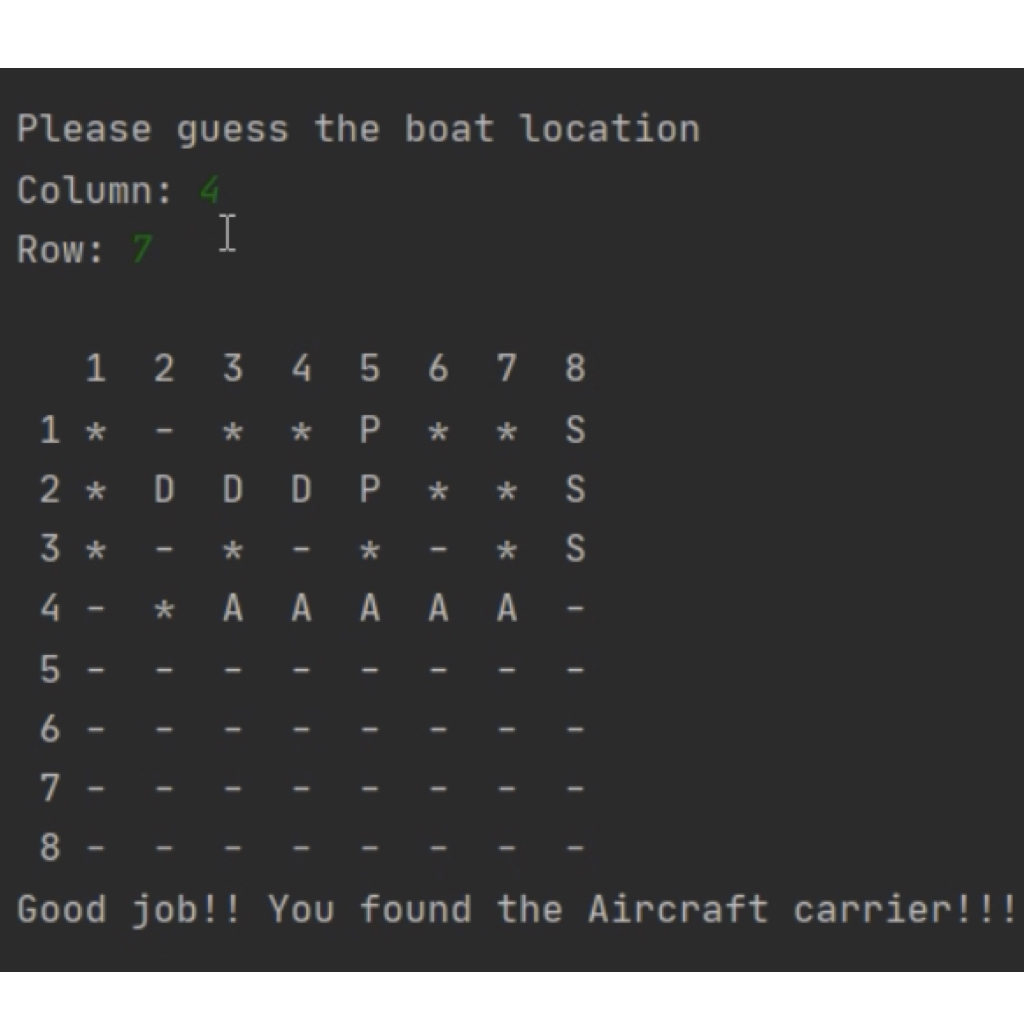 Please guess the boat location
Column: 4
Row: 7
1 2 3 4 5 6 7 8
1 * - * * P * * S
2 * D D D P * * S
3 * - * - * - * S
4 - * A A A A A -
5 - - - - - - - -
6 - - - - - - - -
7 - - - - - - - -
8 - - - - - - - -
Good job!! You found the Aircraft carrier!!!